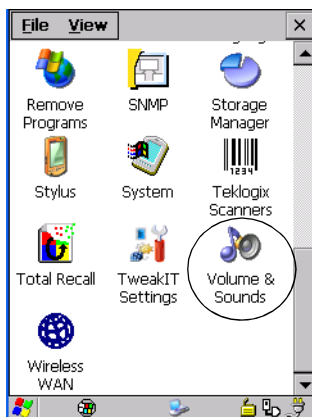 File View
Remove Programs
SNMP
Storage Manager
Stylus
System
Teklogix Scanners
1234
Total Recall
TweakIT Settings
Volume & Sounds
Wireless WAN